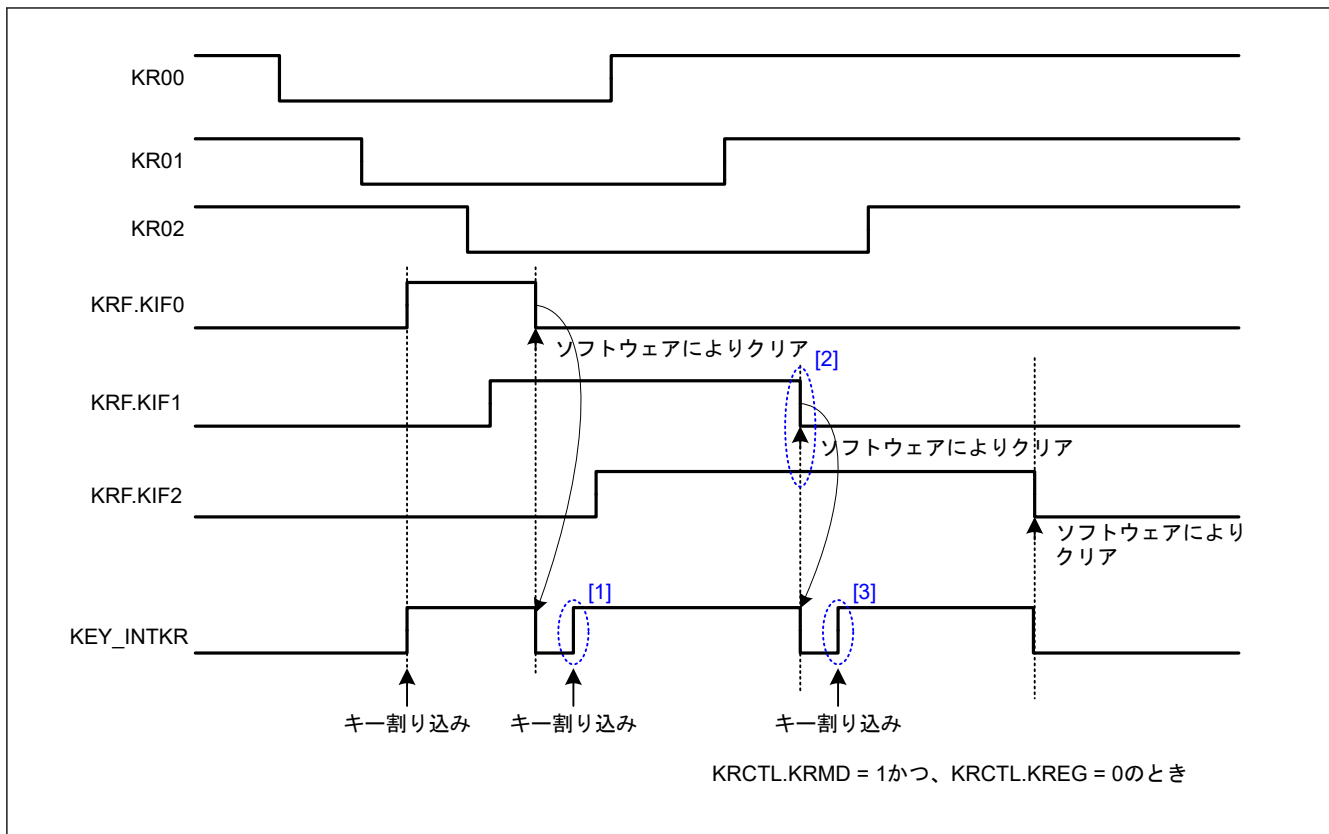 KR00
KR01
KR02
KRF.KIF0
ソフトウェアによりクリア
[2]
KRF.KIF1
ソフトウェアによりクリア
KRF.KIF2
ソフトウェアにより
クリア
[1]
[3]
KEY_INTKR
キー割り込み
キー割り込み
キー割り込み
KRCTL.KRMD = 1かつ、KRCTL.KREG = 0のとき